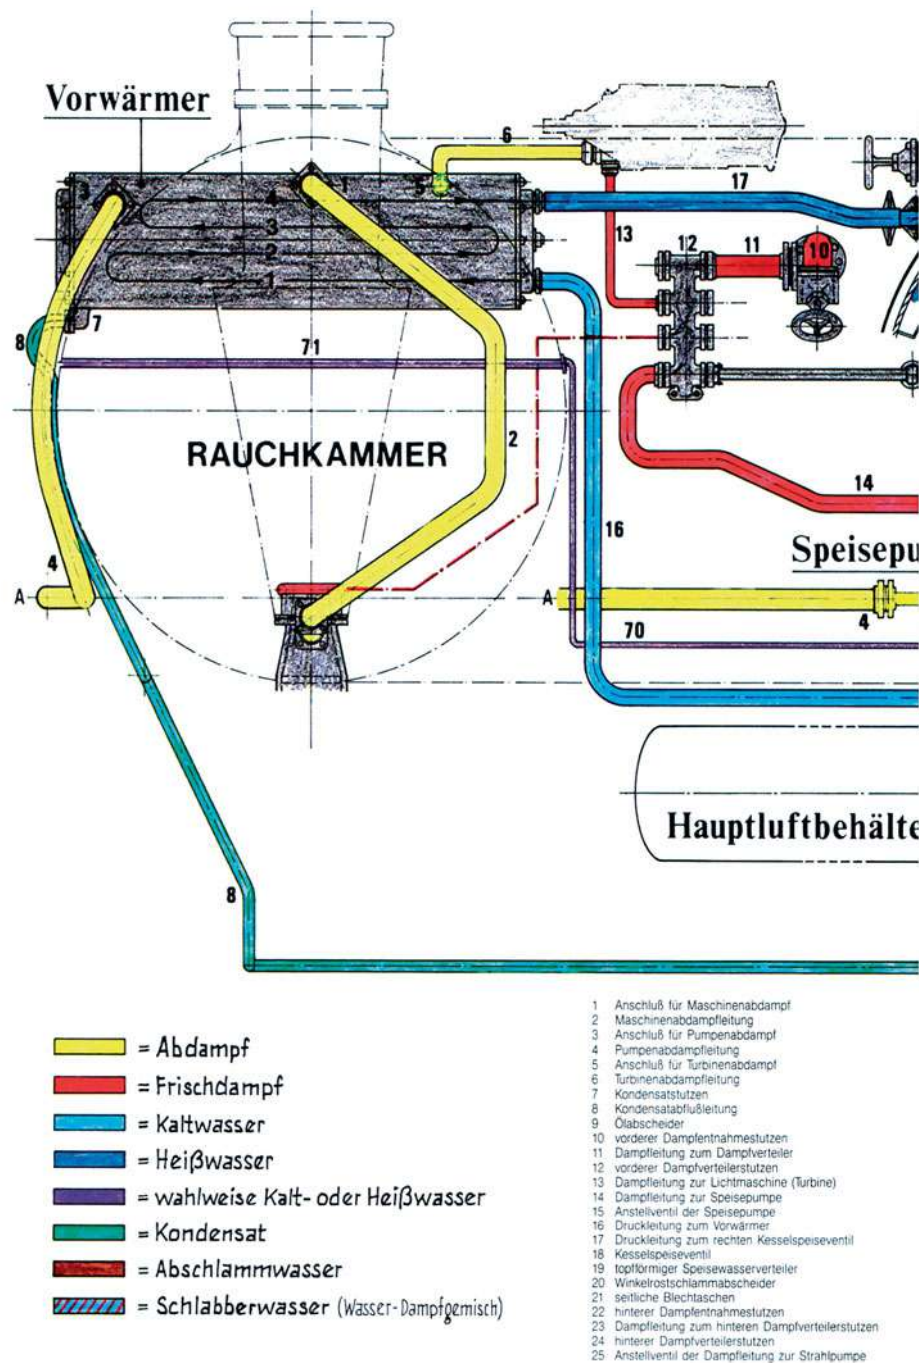 Vorwärmer
6
3
1
5
4
17
3
2
13
12
11
10
1
7
8
71
RAUCHKAMMER
2
14
16
Speisepu
4
A
A
4
70
Hauptluftbehälte
8
= Abdampf
= Frischdampf
= Kaltwasser
= Heißwasser
= wahlweise Kalt- oder Heißwasser
= Kondensat
= Abschlammwasser
= Schlabberwasser (Wasser-Dampfgemisch)
1 Anschluß für Maschinenabdampf
2 Maschinenabdampfleitung
3 Anschluß für Pumpenabdampf
4 Pumpenabdampfleitung
5 Anschluß für Turbinenabdampf
6 Turbinenabdampfleitung
7 Kondensatstutzen
8 Kondensatabflußleitung
9 Ölabscheider
10 vorderer Dampfentnahmestutzen
11 Dampfleitung zum Dampfverteiler
12 vorderer Dampfverteilerstutzen
13 Dampfleitung zur Lichtmaschine (Turbine)
14 Dampfleitung zur Speisepumpe
15 Anstellventil der Speisepumpe
16 Druckleitung zum Vorwärmer
17 Druckleitung zum rechten Kesselspeiseventil
18 Kesselspeiseventil
19 topfförmiger Speisewasserverteiler
20 Winkelrostschlammabscheider
21 seitliche Blechtaschen
22 hinterer Dampfentnahmestutzen
23 Dampfleitung zum hinteren Dampfverteilerstutzen
24 hinterer Dampfverteilerstutzen
25 Anstellventil der Dampfleitung zur Strahlpumpe